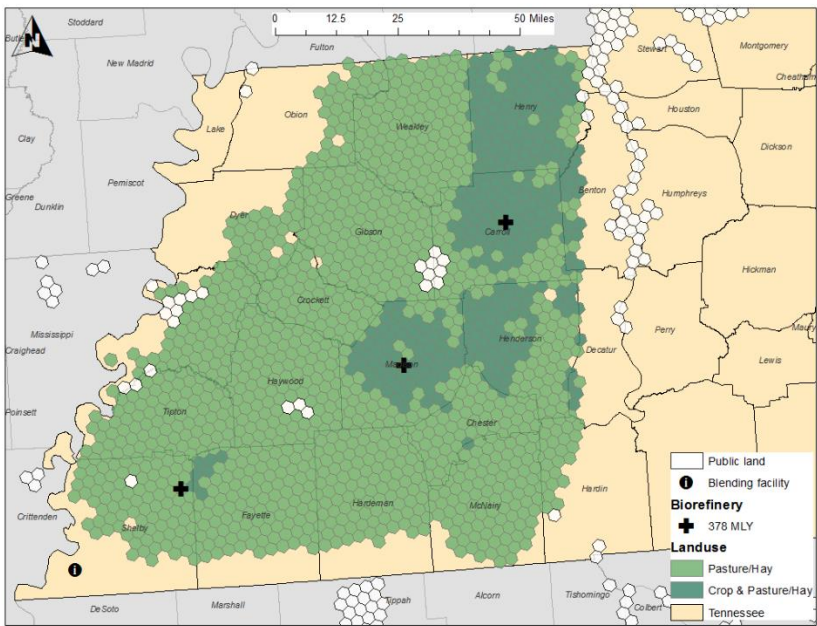 Stoddard
0 12.5 25 50 Miles
Butler
N
Fulton
Stewart
Montgomery
New Madrid
Cheatham
Henry
Houston
Obion
Weakley
Lake
Clay
Dickson
Pemiscot
Benton
Humphreys
Greene
Dunklin
Dyer
Gibson
Carroll
Hickman
Crockett
Mississippi
Perry
Maury
Henderson
Craighead
Madison
Decatur
Lewis
Haywood
Poinsett
Tipton
Chester
Public land
Blending facility
Hardin
Biorefinery
Crittenden
Fayette
Hardeman
McNairy
378 MLY
Shelby
Landuse
Pasture/Hay
Crop & Pasture/Hay
DeSoto
Marshall
Tippah
Alcorn
Tishomingo
Colbert
Tennessee